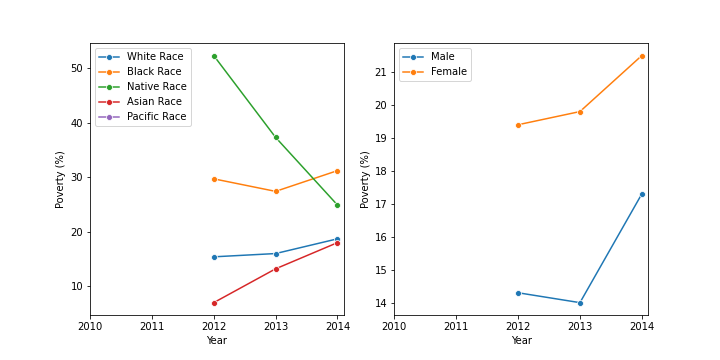 White Race
Black Race
Native Race
Asian Race
Pacific Race
50
40
30
20
10
Poverty (%)
2010 2011 2012 2013 2014
Year
Male
Female
21
20
19
18
17
16
15
14
Poverty (%)
2010 2011 2012 2013 2014
Year